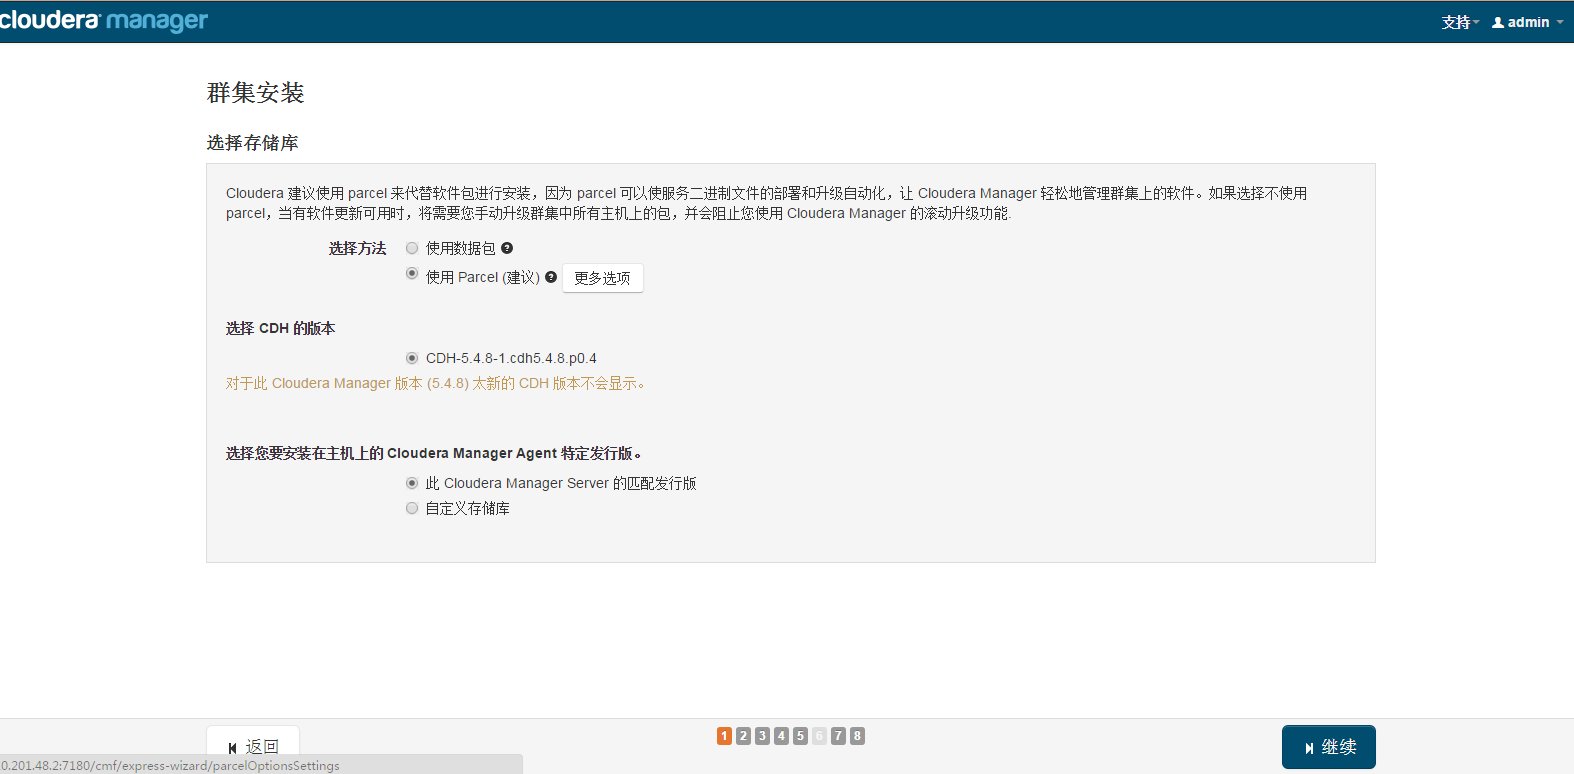 cloudera manager
支持 admin
群集安装
选择存储库
Cloudera 建议使用 parcel 来代替软件包进行安装，因为 parcel 可以使服务二进制文件的部署和升级自动化，让 Cloudera Manager 轻松地管理群集上的软件。如果选择不使用
parcel，当有软件更新可用时，将需要您手动升级群集中所有主机上的包，并会阻止您使用 Cloudera Manager 的滚动升级功能.
选择方法 使用数据包
使用 Parcel (建议) 更多选项
选择 CDH 的版本
CDH-5.4.8-1.cdh5.4.8.p0.4
对于此 Cloudera Manager 版本 (5.4.8) 太新的 CDH 版本不会显示。
选择您要安装在主机上的 Cloudera Manager Agent 特定发行版。
此 Cloudera Manager Server 的匹配发行版
自定义存储库
返回 1 2 3 4 5 6 7 8 继续
0.201.48.2:7180/cmf/express-wizard/parcelOptionsSettings